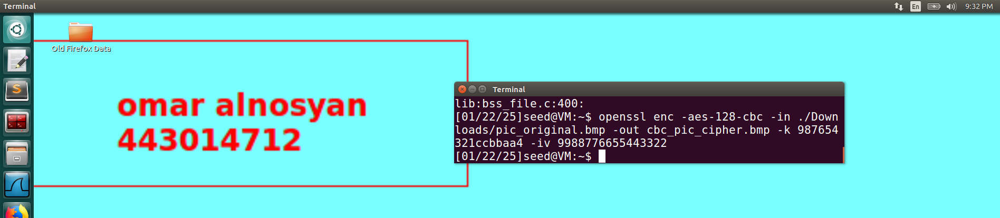 Terminal
En
9:32 PM
Old Firefox Data
omar alnosyan
443014712
Terminal
lib:bss_file.c:400:
[01/22/25]seed@VM:~$ openssl enc -aes-128-cbc -in ./Down
loads/pic_original.bmp -out cbc_pic_cipher.bmp -k 987654
321ccbbaa4 -iv 9988776655443322
[01/22/25]seed@VM:~$